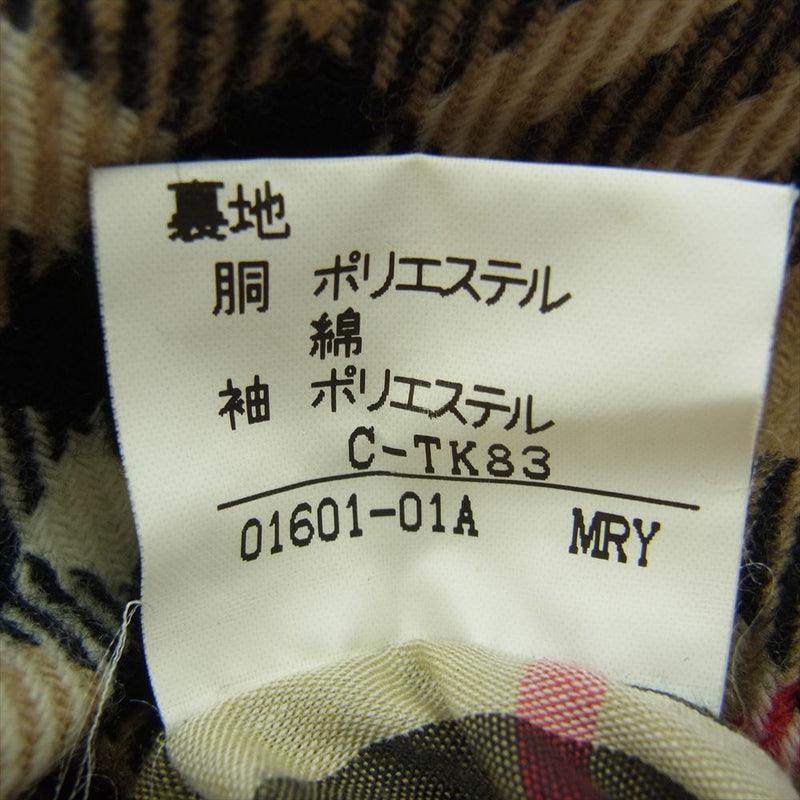 裏地
胴 ポリエステル
綿
袖 ポリエステル
C-TK83
01601-01A MRY